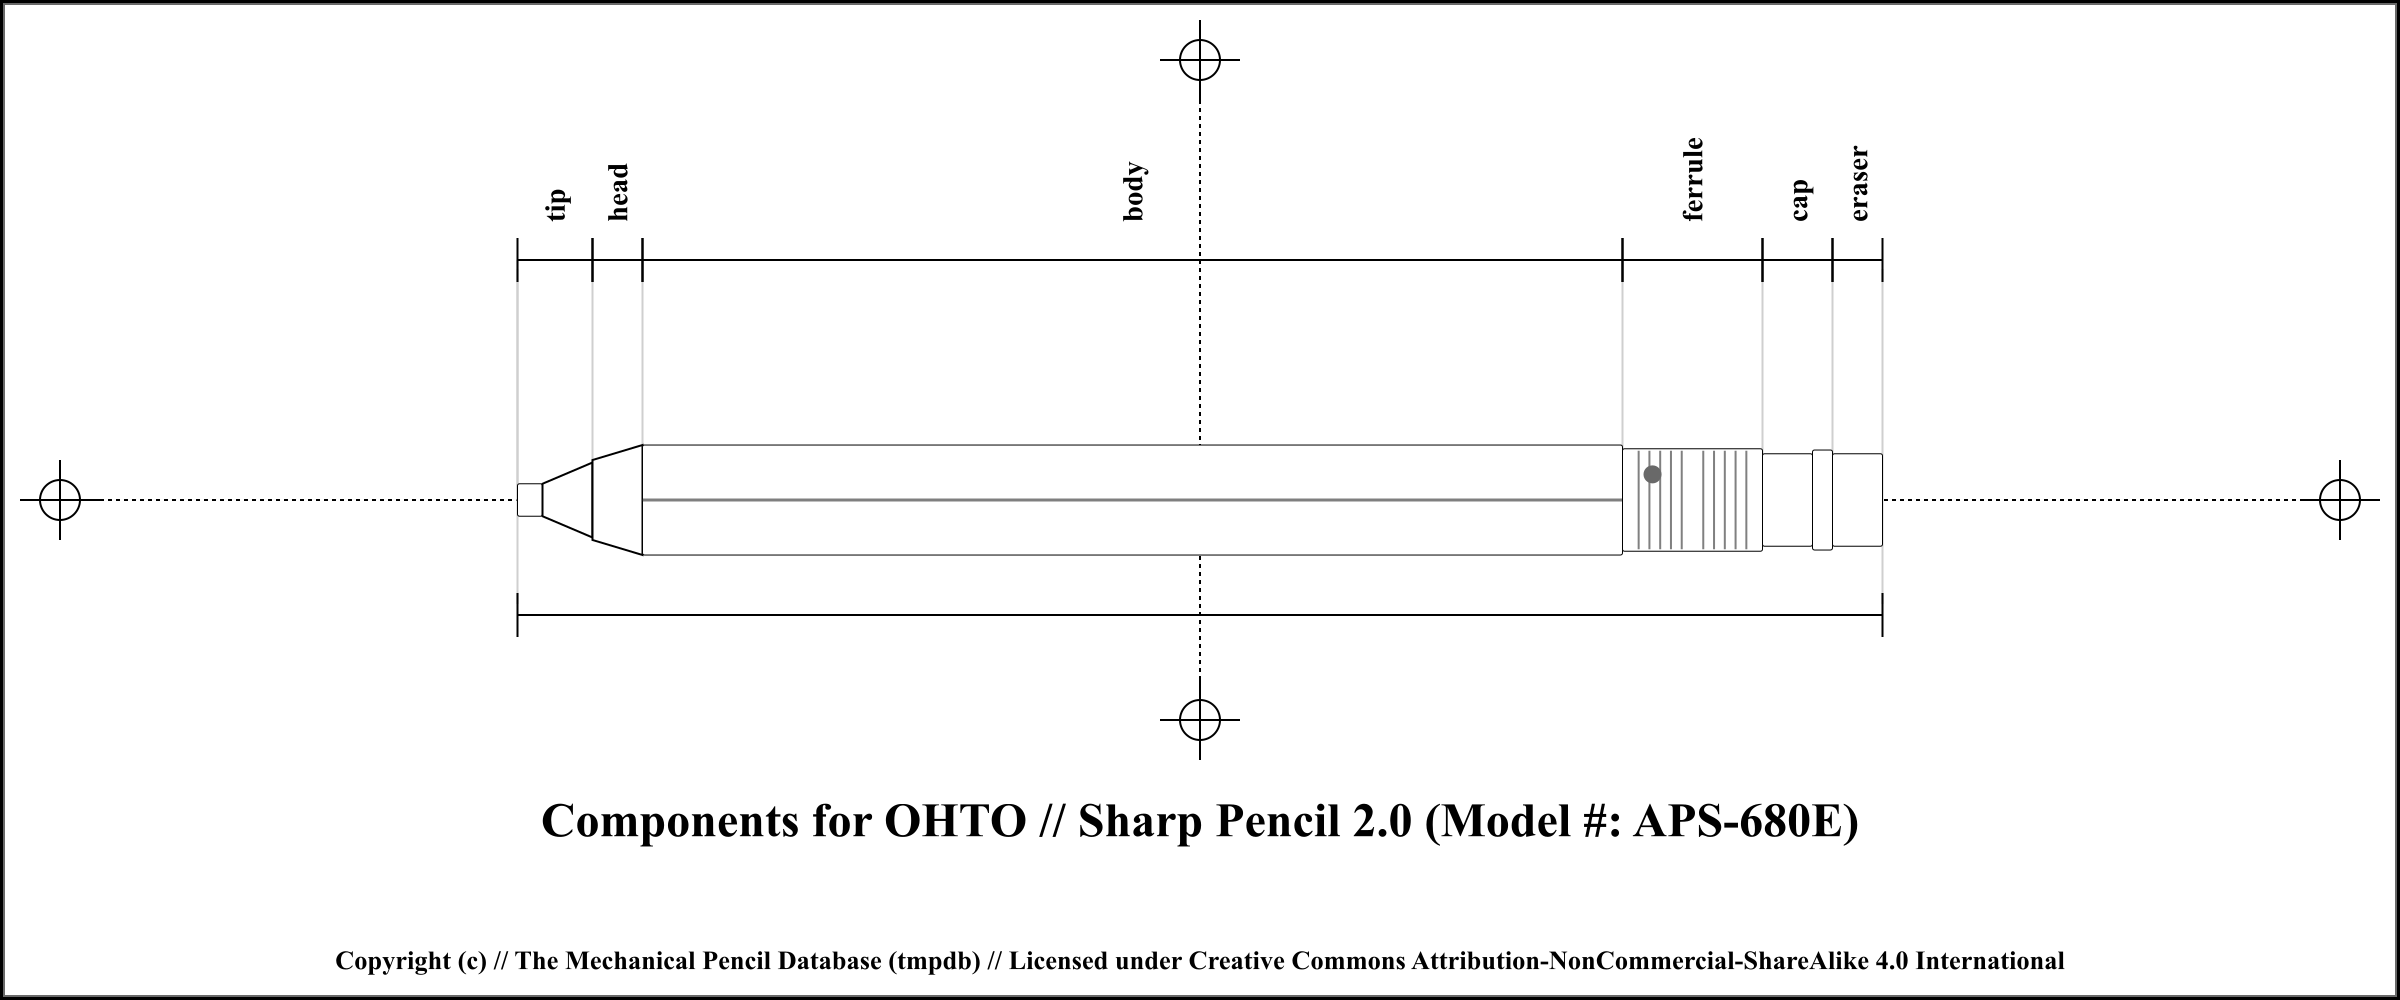 tip
head
body
ferrule
cap
eraser
Components for OHTO // Sharp Pencil 2.0 (Model #: APS-680E)
Copyright (c) // The Mechanical Pencil Database (tmpdb) // Licensed under Creative Commons Attribution-NonCommercial-ShareAlike 4.0 International